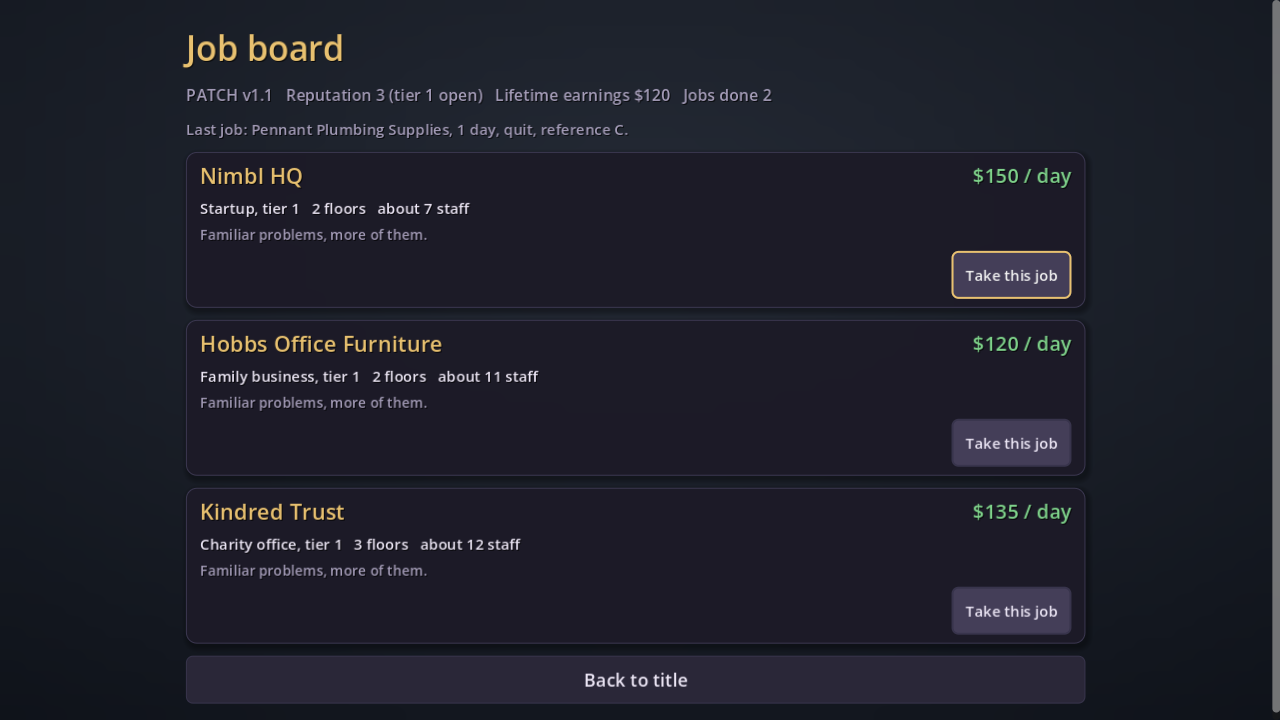 Job board
PATCH v1.1 Reputation 3 (tier 1 open) Lifetime earnings $120 Jobs done 2
Last job: Pennant Plumbing Supplies, 1 day, quit, reference C.
Nimbl HQ $150 / day
Startup, tier 1 2 floors about 7 staff
Familiar problems, more of them.
Take this job
Hobbs Office Furniture $120 / day
Family business, tier 1 2 floors about 11 staff
Familiar problems, more of them.
Take this job
Kindred Trust $135 / day
Charity office, tier 1 3 floors about 12 staff
Familiar problems, more of them.
Take this job
Back to title